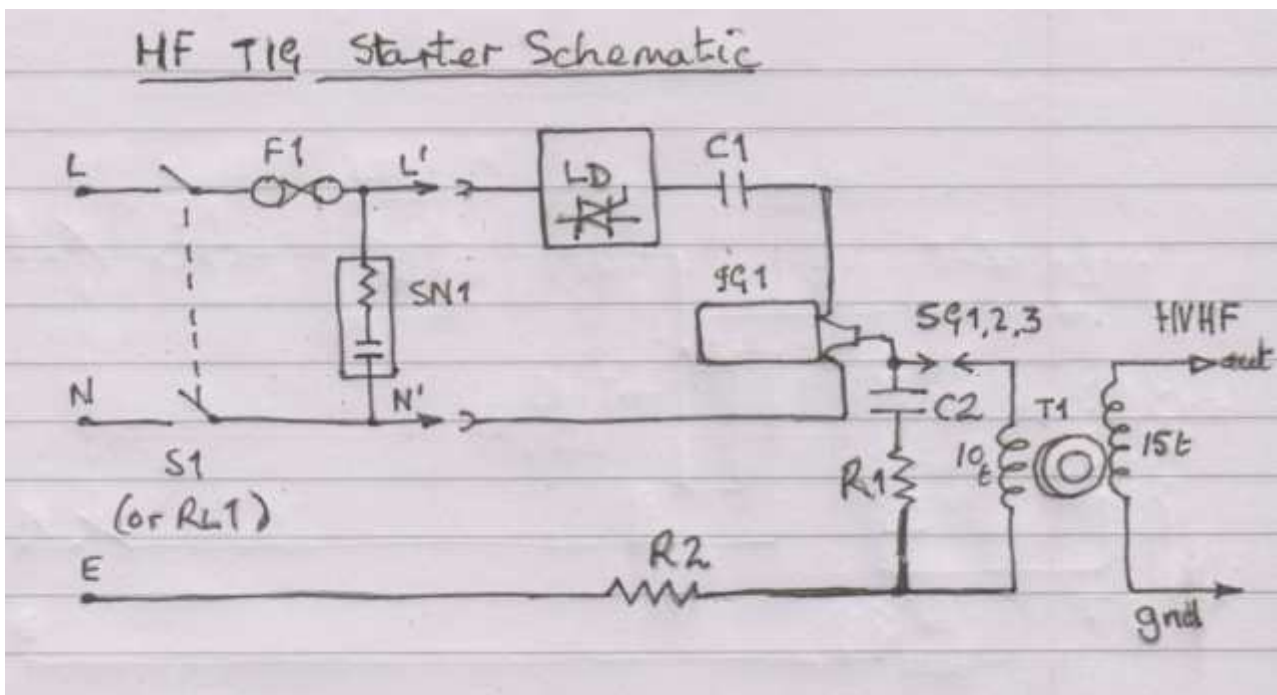 HF TIG Starter Schematic
L
F1
L'
LD
C1
SN1
IG1
SG1,2,3
HVHF
out
N
N'
C2
T1
S1
(or RL1)
R1
10t
15t
E
R2
gnd